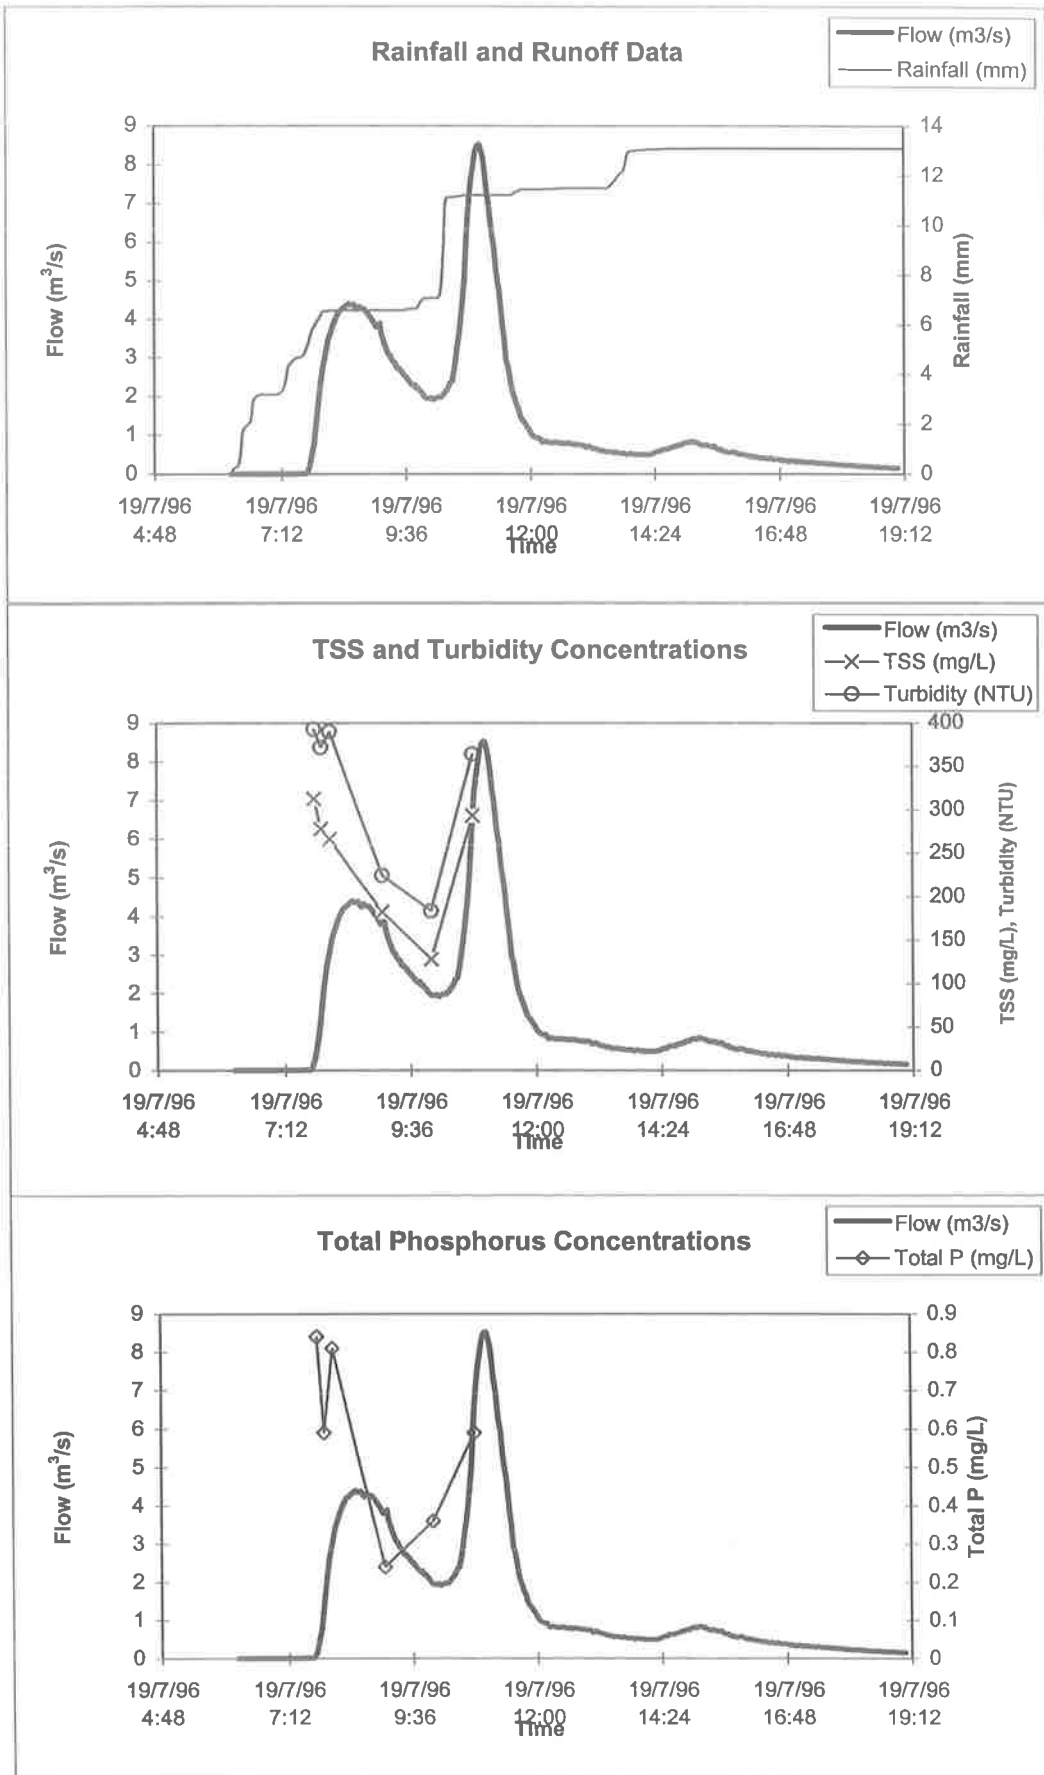 Rainfall and Runoff Data
Flow (m3/s)
Rainfall (mm)
9
8
7
6
5
4
3
2
1
0
Flow (m³/s)
14
12
10
8
6
4
2
0
Rainfall (mm)
19/7/96 19/7/96 19/7/96 19/7/96 19/7/96 19/7/96 19/7/96
4:48 7:12 9:36 12:00 14:24 16:48 19:12
Time
TSS and Turbidity Concentrations
Flow (m3/s)
TSS (mg/L)
Turbidity (NTU)
9
8
7
6
5
4
3
2
1
0
Flow (m³/s)
400
350
300
250
200
150
100
50
0
TSS (mg/L), Turbidity (NTU)
19/7/96 19/7/96 19/7/96 19/7/96 19/7/96 19/7/96 19/7/96
4:48 7:12 9:36 12:00 14:24 16:48 19:12
Time
Total Phosphorus Concentrations
Flow (m3/s)
Total P (mg/L)
9
8
7
6
5
4
3
2
1
0
Flow (m³/s)
0.9
0.8
0.7
0.6
0.5
0.4
0.3
0.2
0.1
0
Total P (mg/L)
19/7/96 19/7/96 19/7/96 19/7/96 19/7/96 19/7/96 19/7/96
4:48 7:12 9:36 12:00 14:24 16:48 19:12
Time